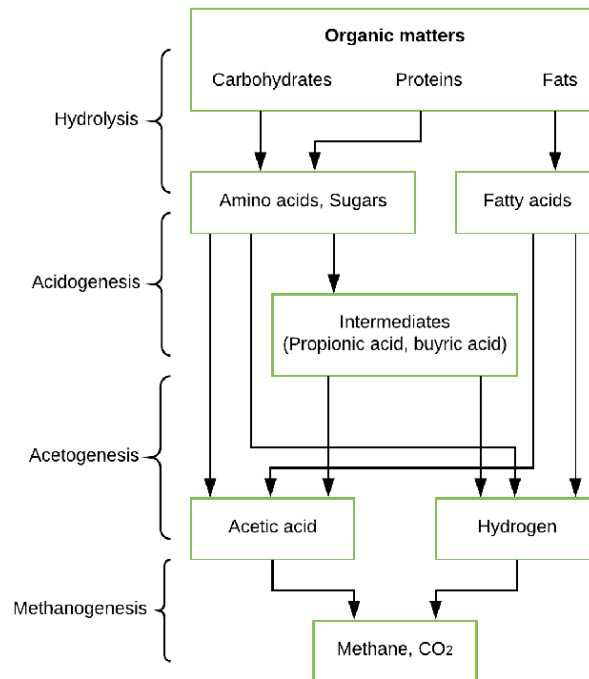 Organic matters
Carbohydrates Proteins Fats
Hydrolysis
Amino acids, Sugars
Fatty acids
Acidogenesis
Intermediates
(Propionic acid, buyric acid)
Acetogenesis
Acetic acid
Hydrogen
Methanogenesis
Methane, CO2